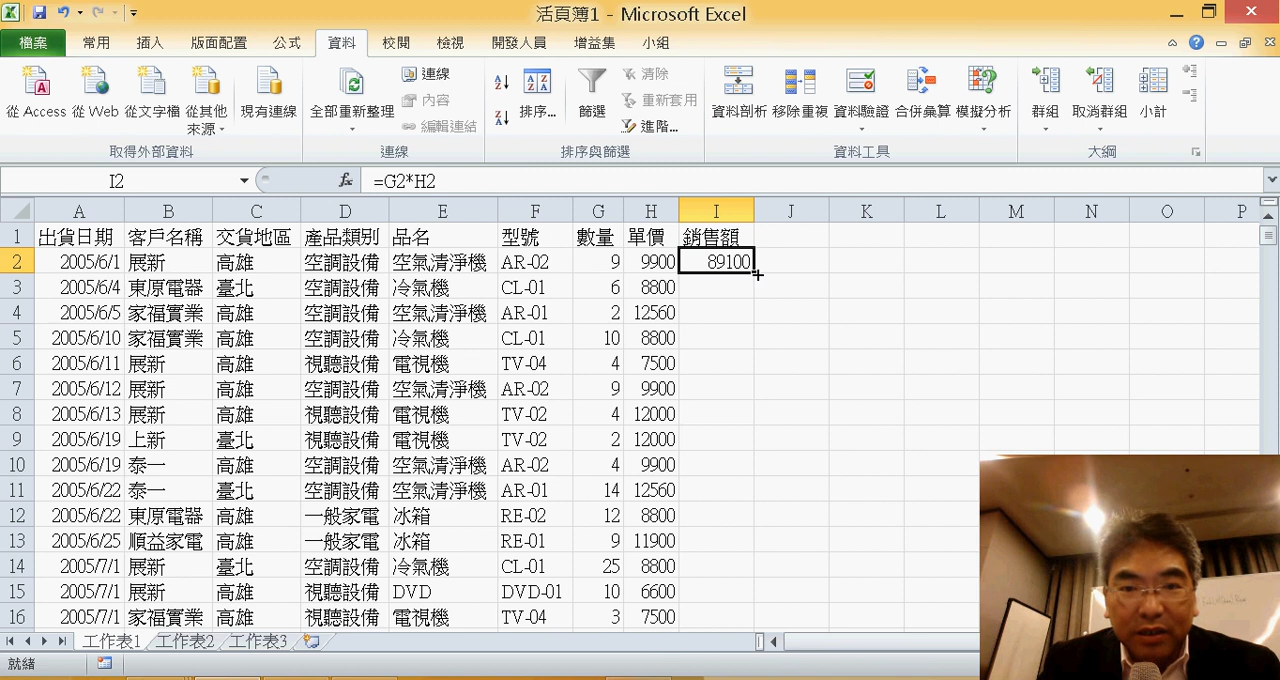 活頁簿1 - Microsoft Excel
檔案 常用 插入 版面配置 公式 資料 校閱 檢視 開發人員 增益集 小組
從 Access 從 Web 從文字檔 從其他來源 現有連線
取得外部資料
全部重新整理 連線 內容 編輯連結
連線
排序... 篩選 清除 重新套用 進階...
排序與篩選
資料剖析 移除重複 資料驗證 合併彙算 模擬分析
資料工具
群組 取消群組 小計
大綱
I2 fx =G2*H2
A B C D E F G H I J K L M N O P
1 出貨日期 客戶名稱 交貨地區 產品類別 品名 型號 數量 單價 銷售額
2 2005/6/1 展新 高雄 空調設備 空氣清淨機 AR-02 9 9900 89100
3 2005/6/4 東原電器 臺北 空調設備 冷氣機 CL-01 6 8800
4 2005/6/5 家福實業 高雄 空調設備 空氣清淨機 AR-01 2 12560
5 2005/6/10 家福實業 高雄 空調設備 冷氣機 CL-01 10 8800
6 2005/6/11 展新 高雄 視聽設備 電視機 TV-04 4 7500
7 2005/6/12 展新 高雄 空調設備 空氣清淨機 AR-02 9 9900
8 2005/6/13 展新 高雄 視聽設備 電視機 TV-02 4 12000
9 2005/6/19 上新 臺北 視聽設備 電視機 TV-02 2 12000
10 2005/6/19 泰一 高雄 空調設備 空氣清淨機 AR-02 4 9900
11 2005/6/22 泰一 臺北 空調設備 空氣清淨機 AR-01 14 12560
12 2005/6/22 東原電器 高雄 一般家電 冰箱 RE-02 12 8800
13 2005/6/25 順益家電 高雄 一般家電 冰箱 RE-01 9 11900
14 2005/7/1 展新 臺北 空調設備 冷氣機 CL-01 25 8800
15 2005/7/1 展新 高雄 視聽設備 DVD DVD-01 10 6600
16 2005/7/1 家福實業 高雄 視聽設備 電視機 TV-04 3 7500
工作表1 工作表2 工作表3
就緒